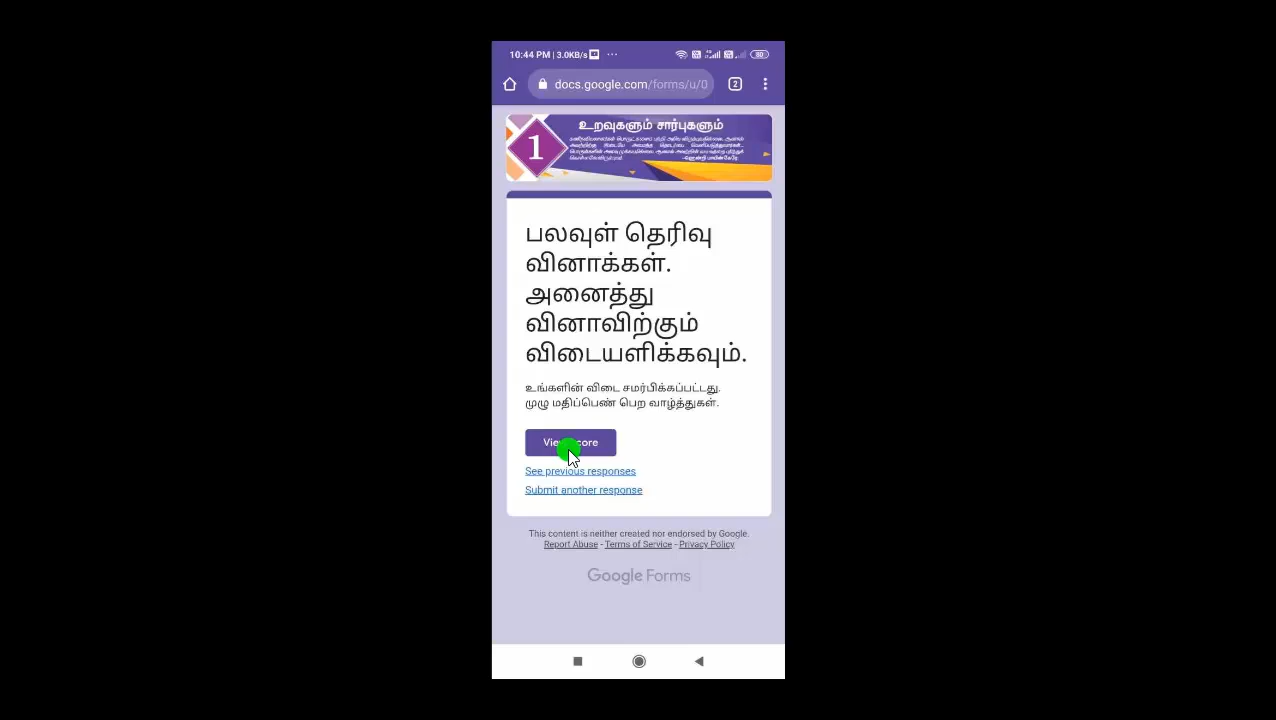 10:44 PM | 3.0KB/s ...
docs.google.com/forms/u/0
2
உறவுகளும் சார்புகளும்
1
பலவுள் தெரிவு
வினாக்கள்.
அனைத்து
வினாவிற்கும்
விடையளிக்கவும்.
உங்களின் விடை சமர்பிக்கப்பட்டது.
முழு மதிப்பெண் பெற வாழ்த்துகள்.
View score
See previous responses
Submit another response
This content is neither created nor endorsed by Google.
Report Abuse - Terms of Service - Privacy Policy
Google Forms